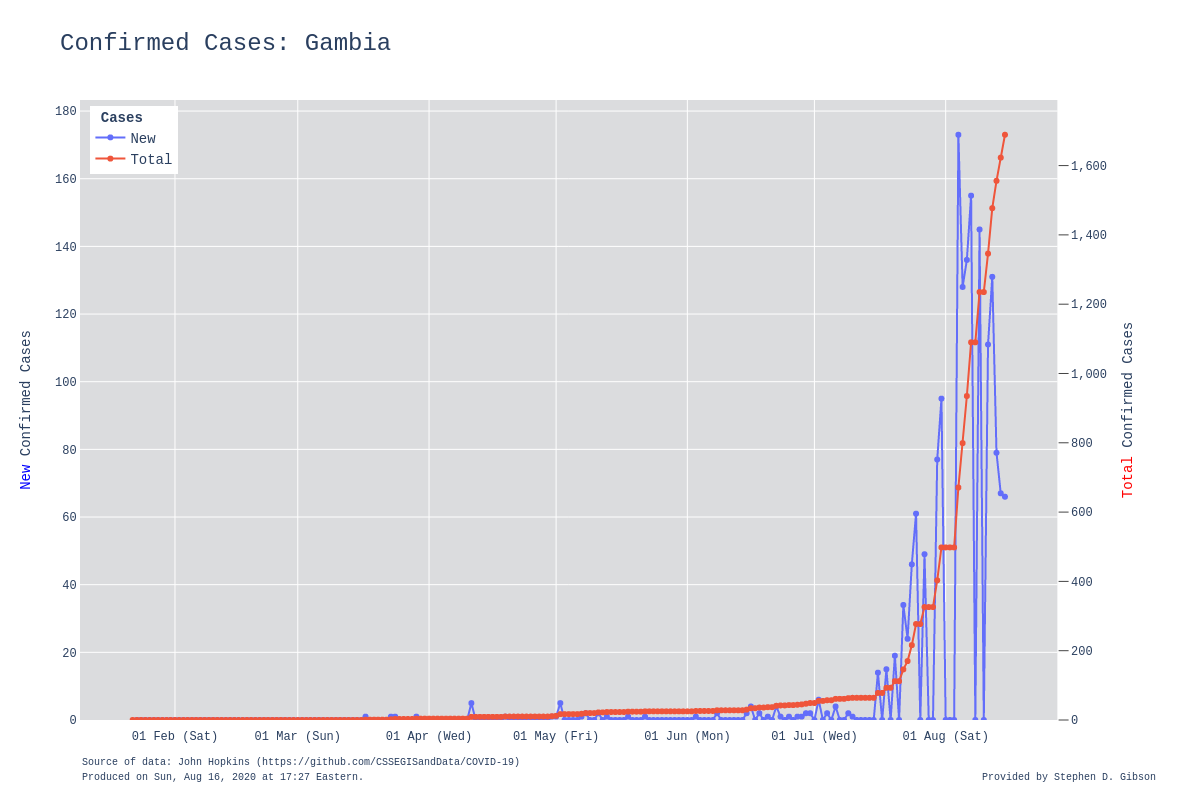 Confirmed Cases: Gambia
Cases
New
Total
180
160
140
120
100
80
60
40
20
0
1,600
1,400
1,200
1,000
800
600
400
200
0
New Confirmed Cases
Total Confirmed Cases
01 Feb (Sat) 01 Mar (Sun) 01 Apr (Wed) 01 May (Fri) 01 Jun (Mon) 01 Jul (Wed) 01 Aug (Sat)
Source of data: John Hopkins (https://github.com/CSSEGISandData/COVID-19)
Produced on Sun, Aug 16, 2020 at 17:27 Eastern.
Provided by Stephen D. Gibson